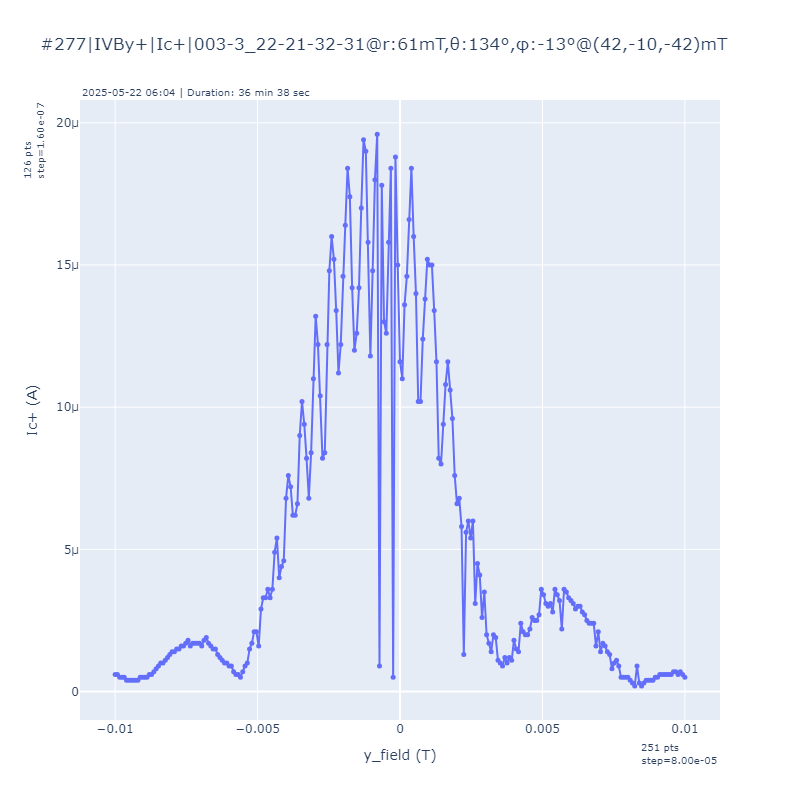 #277|IVBy+|Ic+|003-3_22-21-32-31@r:61mT,θ:134°,φ:-13°@(42,-10,-42)mT
2025-05-22 06:04 | Duration: 36 min 38 sec
126 pts
step=1.60e-07
20μ
15μ
10μ
5μ
0
Ic+ (A)
−0.01
−0.005
0
0.005
0.01
y_field (T)
251 pts
step=8.00e-05